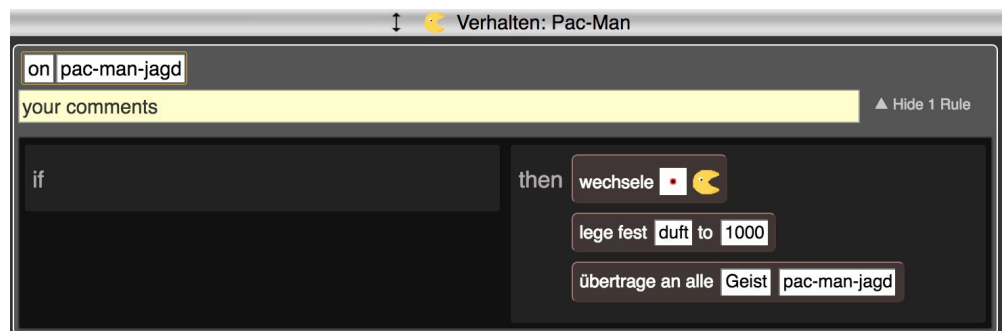 Verhalten: Pac-Man
on pac-man-jagd
your comments
▲ Hide 1 Rule
if
then wechsele
lege fest duft to 1000
übertrage an alle Geist pac-man-jagd